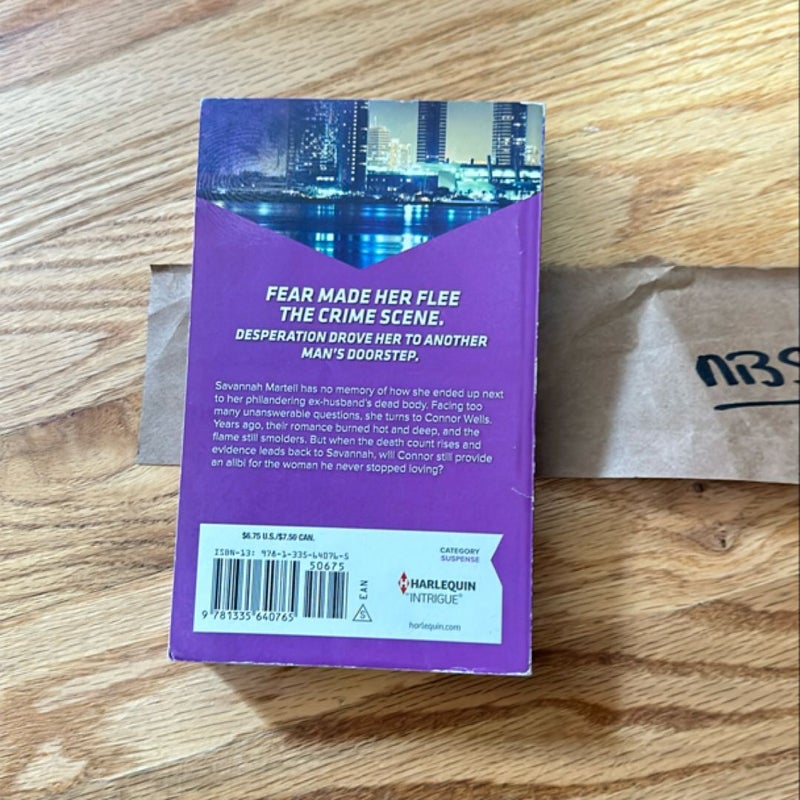 FEAR MADE HER FLEE
THE CRIME SCENE.
DESPERATION DROVE HER TO ANOTHER
MAN'S DOORSTEP.
Savannah Martell has no memory of how she ended up next
to her philandering ex-husband's dead body. Facing too
many unanswerable questions, she turns to Connor Wells.
Years ago, their romance burned hot and deep, and the
flame still smolders. But when the death count rises and
evidence leads back to Savannah, will Connor still provide
an alibi for the woman he never stopped loving?
$6.75 U.S./$7.50 CAN.
ISBN-13: 978-1-335-64076-5
50675
EAN
S
9 781335 640765
CATEGORY
SUSPENSE
HARLEQUIN
INTRIGUE®
harlequin.com